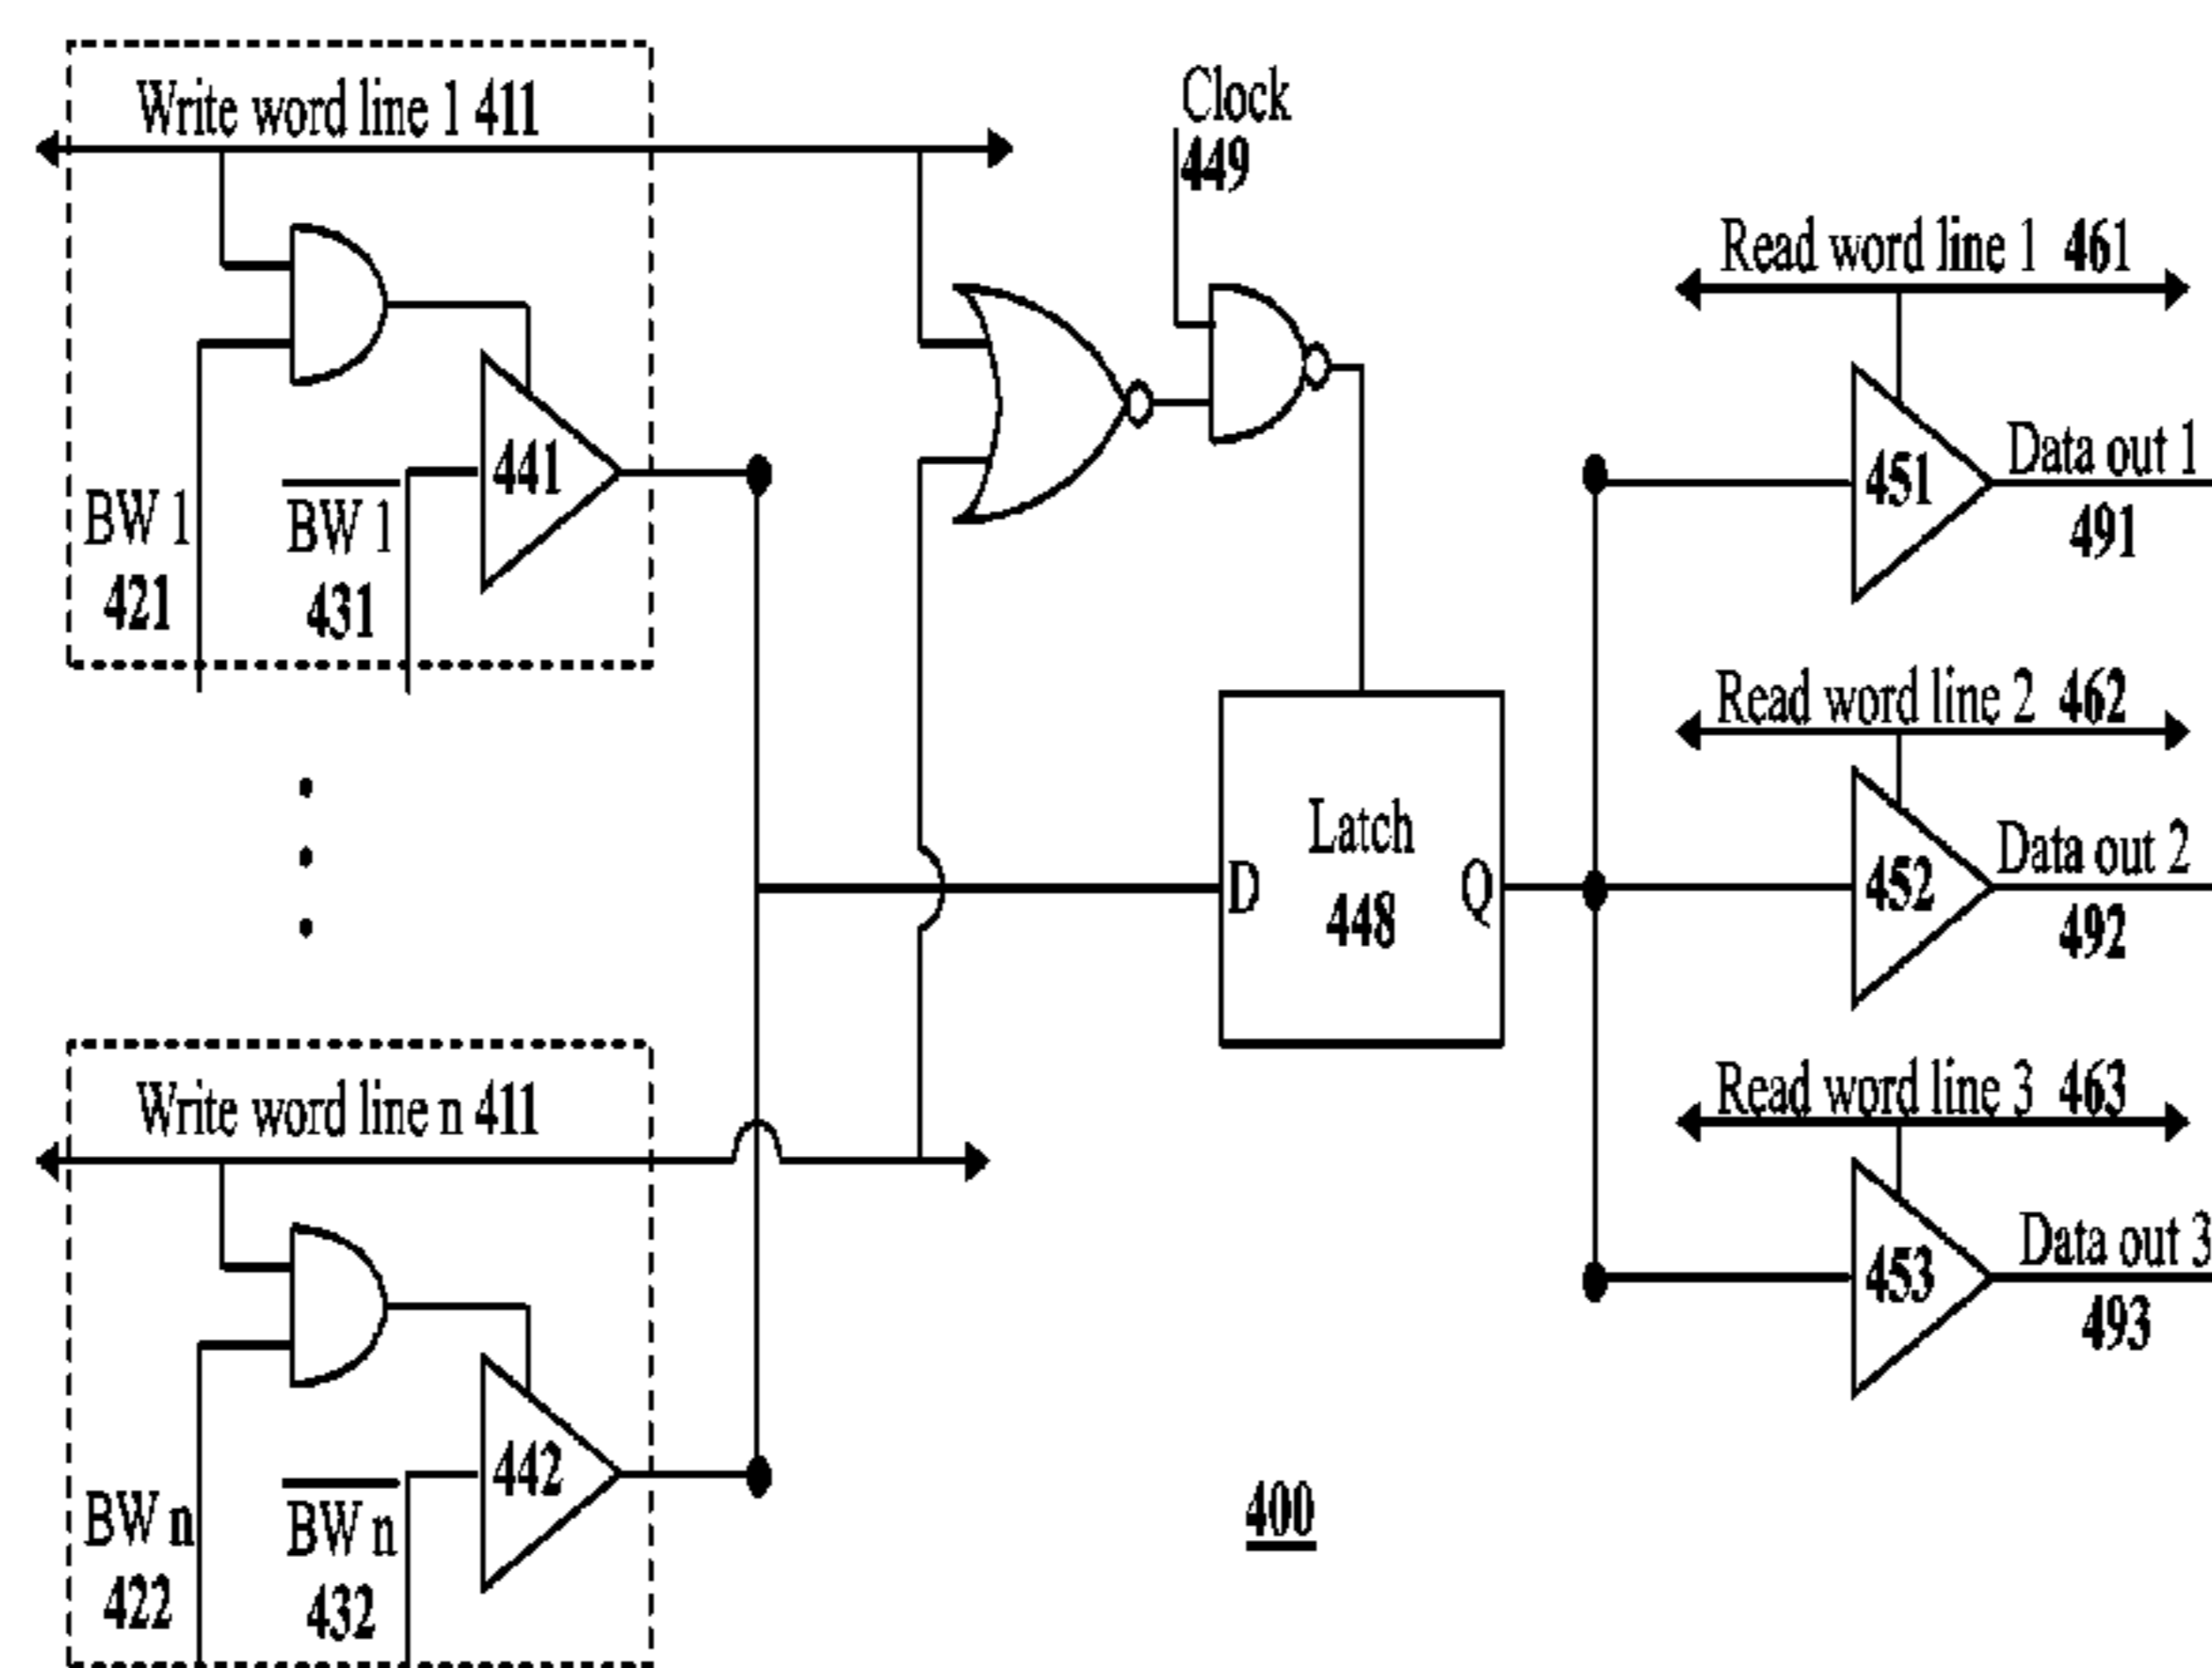 Write word line 1 411
BW 1
421
BW 1
431
441
Clock
449
Read word line 1 461
451
Data out 1
491
Read word line 2 462
452
Data out 2
492
Latch
448
D
Q
Read word line 3 463
453
Data out 3
493
Write word line n 411
BW n
422
BW n
432
442
400